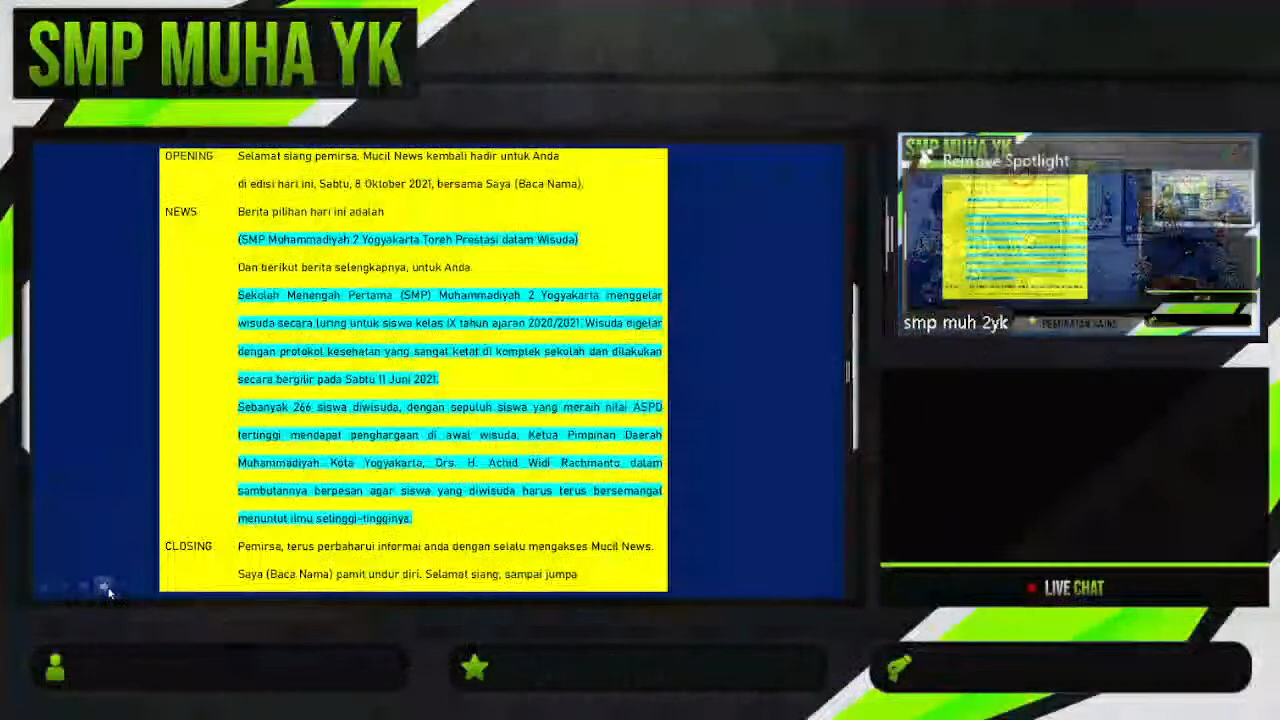 SMP MUHA YK
OPENING Selamat siang pemirsa, Mucil News kembali hadir untuk Anda
di edisi hari ini, Sabtu, 8 Oktober 2021, bersama Saya (Baca Nama).
NEWS Berita pilihan hari ini adalah
(SMP Muhammadiyah 2 Yogyakarta Toreh Prestasi dalam Wisuda)
Dan berikut berita selengkapnya, untuk Anda.
Sekolah Menengah Pertama (SMP) Muhammadiyah 2 Yogyakarta menggelar
wisuda secara luring untuk siswa kelas IX tahun ajaran 2020/2021. Wisuda digelar
dengan protokol kesehatan yang sangat ketat di komplek sekolah dan dilakukan
secara bergilir pada Sabtu 11 Juni 2021.
Sebanyak 266 siswa diwisuda, dengan sepuluh siswa yang meraih nilai ASPD
tertinggi mendapat penghargaan di awal wisuda. Ketua Pimpinan Daerah
Muhammadiyah Kota Yogyakarta, Drs. H. Achid Widi Rachmanto dalam
sambutannya berpesan agar siswa yang diwisuda harus terus bersemangat
menuntut ilmu setinggi-tingginya.
CLOSING Pemirsa, terus perbaharui informai anda dengan selalu mengakses Mucil News.
Saya (Baca Nama) pamit undur diri. Selamat siang, sampai jumpa
SMP MUHA YK
Remove Spotlight
smp muh 2yk
LIVE CHAT